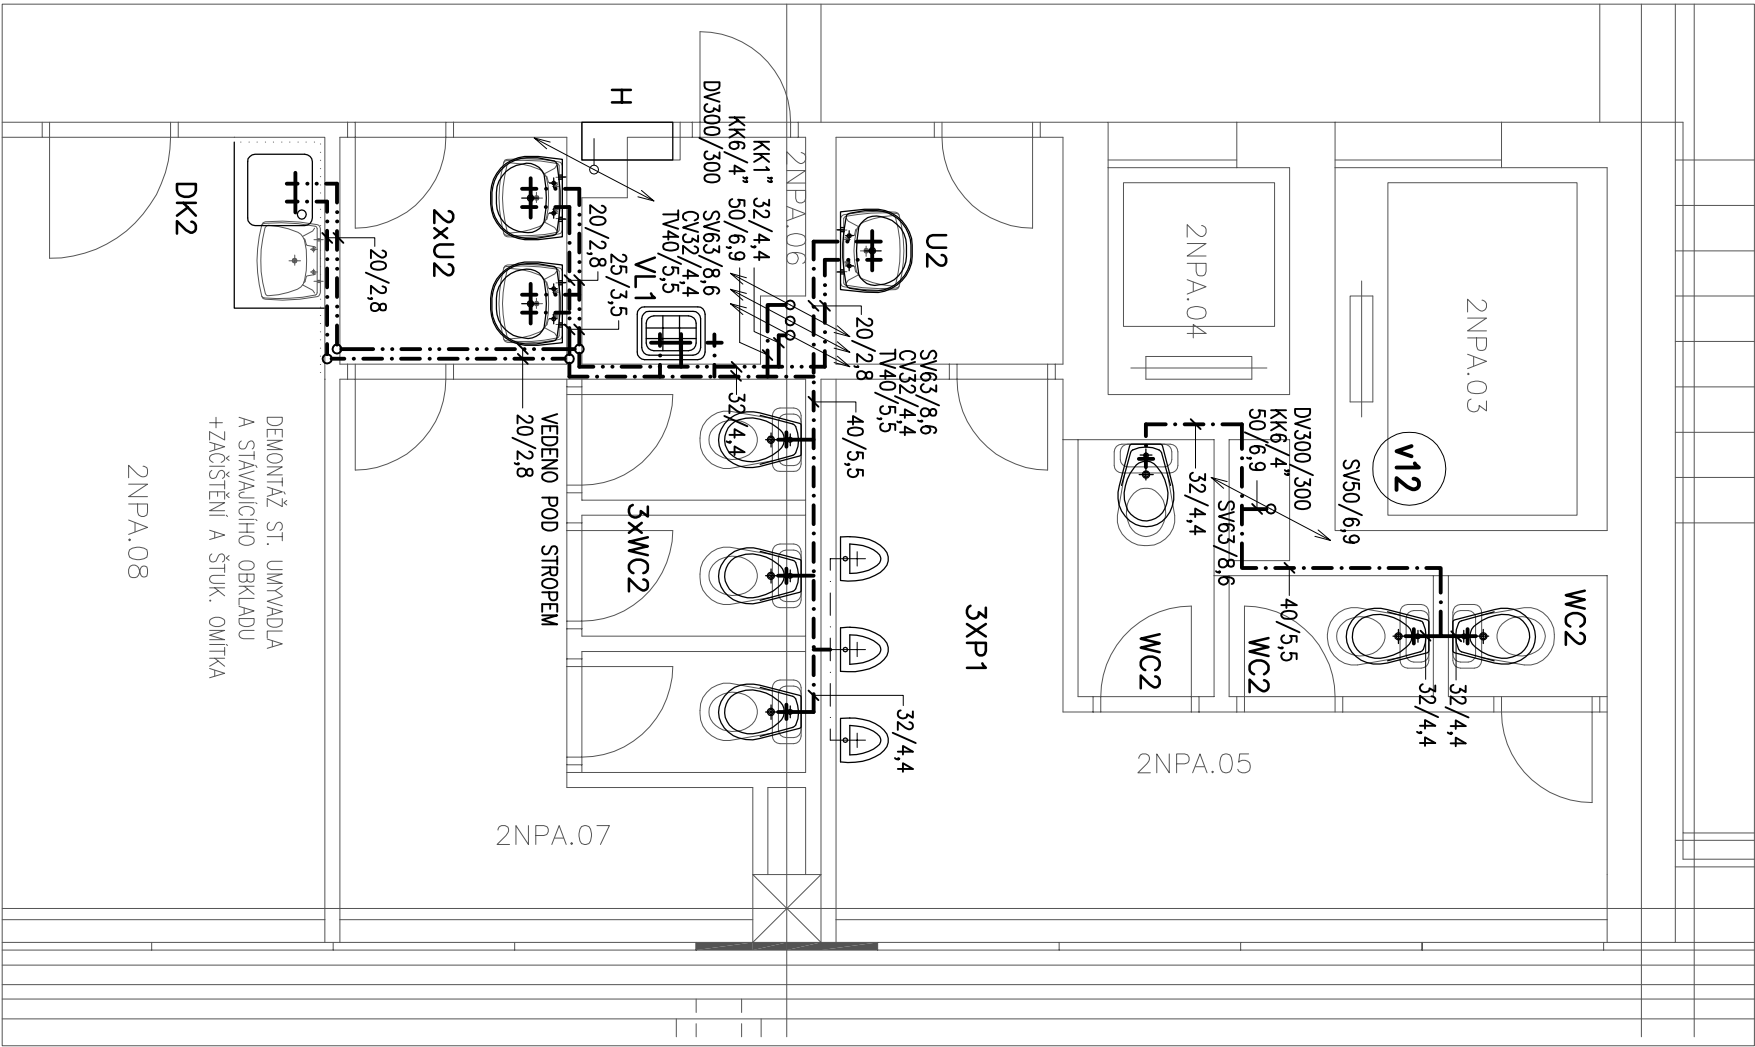 H
DV300/300
KK6/4" 50/6,9
KK1" 32/4,4
2NPA.06
SV63/8,6
CV32/4,4
TV40/5,5
U2
2NPA.04
2NPA.03
DK2
2xU2
20/2,8
20/2,8
25/3,5
VL1
20/2,8
SV63/8,6
CV32/4,4
TV40/5,5
32/4,4
40/5,5
20/2,8
VEDENO POD STROPEM
DV300/300
KK6/4"
50/6,9
SV50/6,9
v12
32/4,4
SV63/8,6
40/5,5
3xWC2
3XP1
WC2
WC2
WC2
32/4,4
32/4,4
32/4,4
DEMONTÁŽ ST. UMYVADLA
A STÁVAJÍCÍHO OBKLADU
+ZAČIŠTĚNÍ A ŠTUK. OMÍTKA
2NPA.08
2NPA.07
2NPA.05